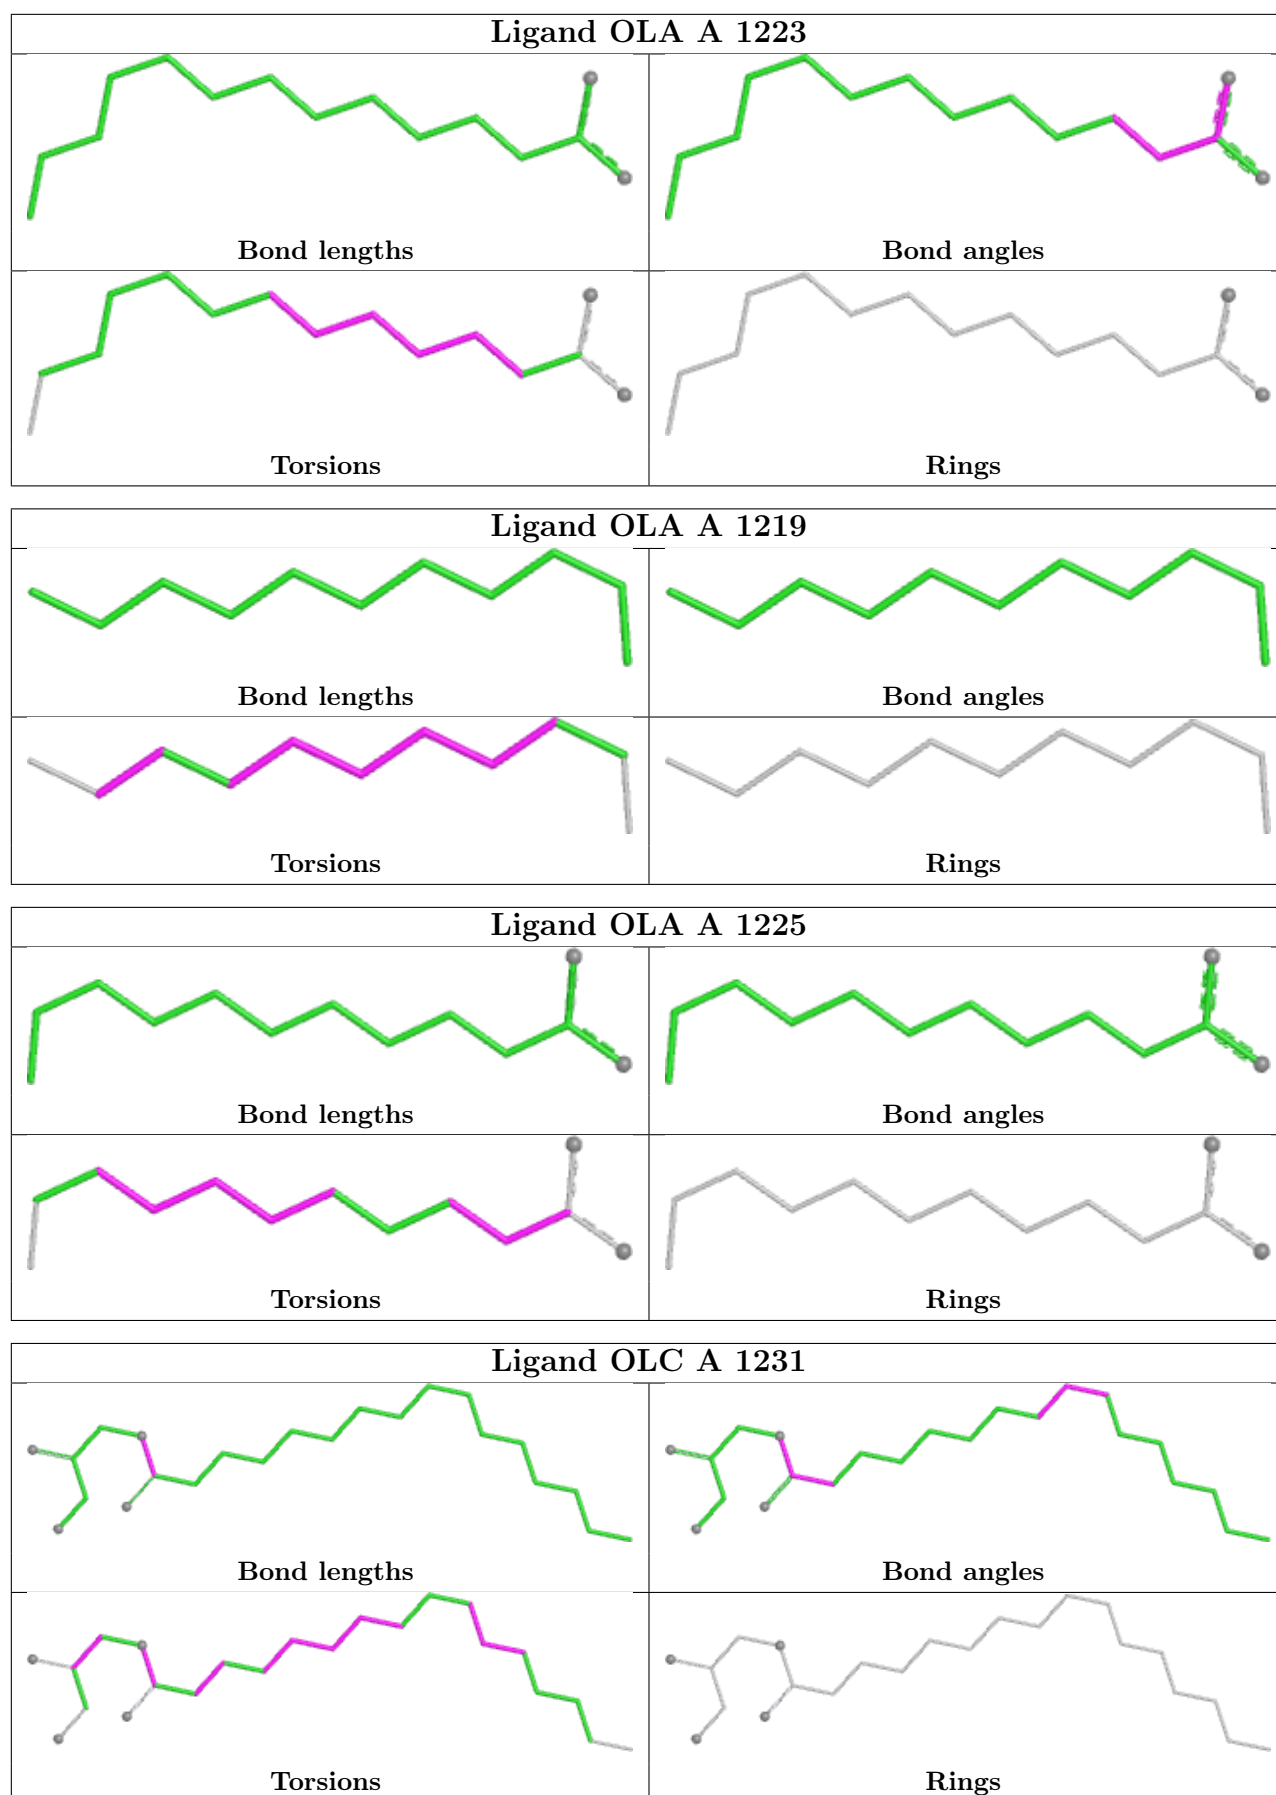 Ligand OLA A 1223
Bond lengths
Bond angles
Torsions
Rings
Ligand OLA A 1219
Bond lengths
Bond angles
Torsions
Rings
Ligand OLA A 1225
Bond lengths
Bond angles
Torsions
Rings
Ligand OLC A 1231
Bond lengths
Bond angles
Torsions
Rings